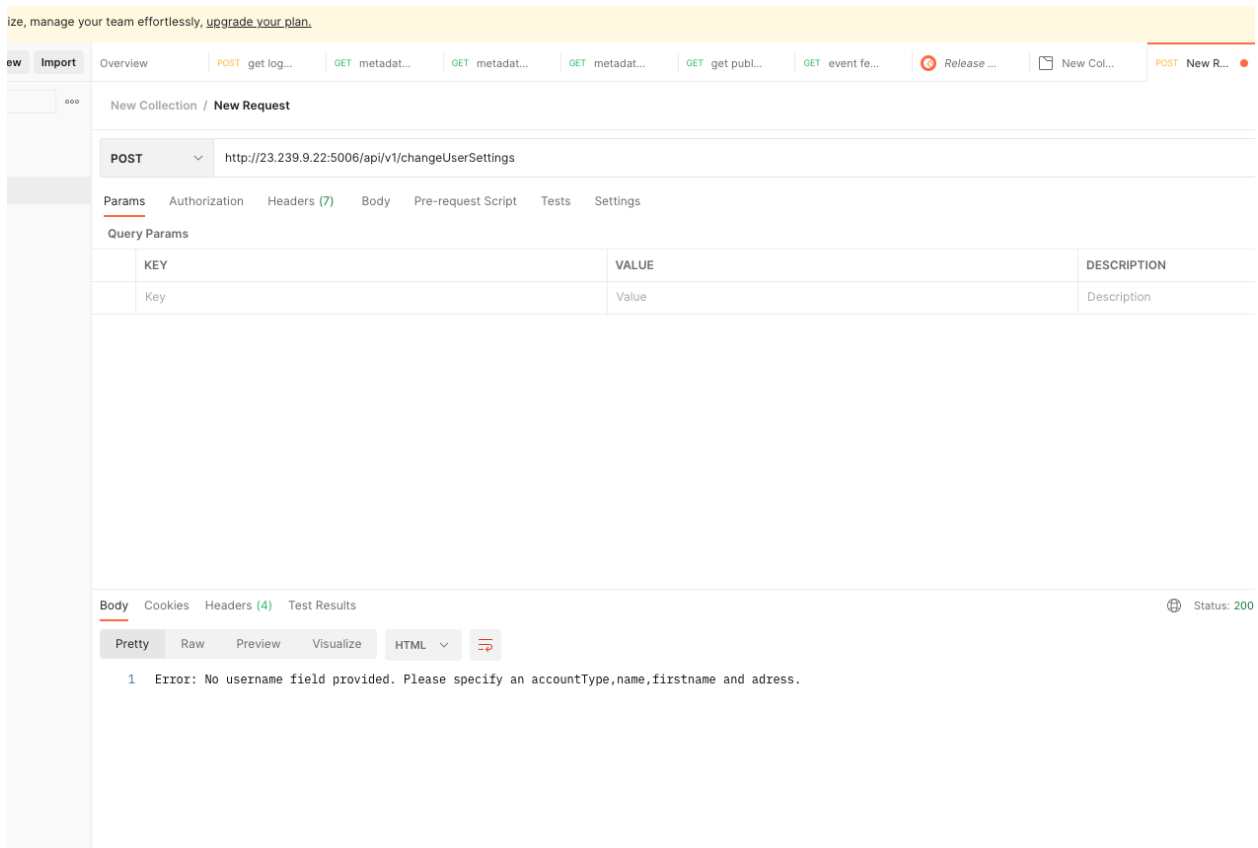 ize, manage your team effortlessly, upgrade your plan.
ew Import Overview POST get log... GET metadat... GET metadat... GET metadat... GET get publ... GET event fe... Release ... New Col... POST New R...
New Collection / New Request
POST http://23.239.9.22:5006/api/v1/changeUserSettings
Params Authorization Headers (7) Body Pre-request Script Tests Settings
Query Params
KEY VALUE DESCRIPTION
Key Value Description
Body Cookies Headers (4) Test Results Status: 200
Pretty Raw Preview Visualize HTML
1 Error: No username field provided. Please specify an accountType,name,firstname and adress.